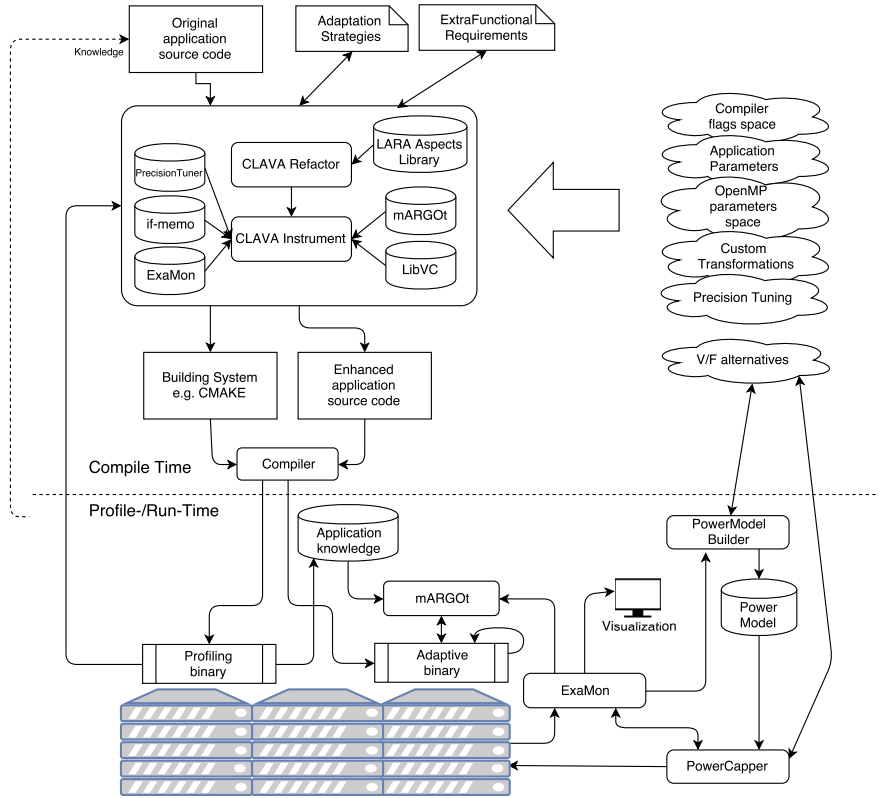 Original
application
source code
Adaptation
Strategies
ExtraFunctional
Requirements
Knowledge
PrecisionTuner
if-memo
ExaMon
CLAVA Refactor
CLAVA Instrument
LARA Aspects
Library
mARGOt
LibVC
Compiler
flags space
Application
Parameters
OpenMP
parameters
space
Custom
Transformations
Precision Tuning
V/F alternatives
Building System
e.g. CMAKE
Enhanced
application
source code
Compiler
Compile Time
Profile-/Run-Time
Application
knowledge
mARGOt
Profiling
binary
Adaptive
binary
Visualization
ExaMon
PowerModel
Builder
Power
Model
PowerCapper